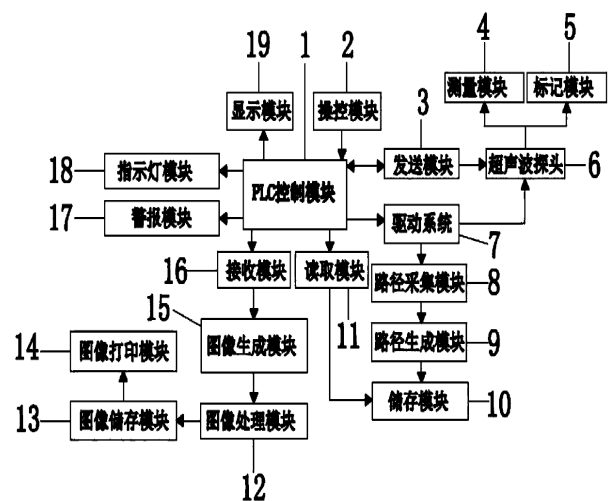 19
1
2
4
5
显示模块
操控模块
测量模块
标记模块
3
18
指示灯模块
PLC控制模块
发送模块
超声波探头
6
17
警报模块
驱动系统
7
16
接收模块
读取模块
路径采集模块
8
15
11
14
图像打印模块
图像生成模块
路径生成模块
9
13
图像储存模块
图像处理模块
储存模块
10
12